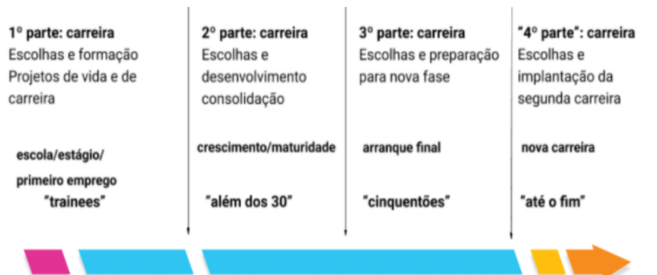 1º parte: carreira
Escolhas e formação
Projetos de vida e de
carreira
escola/estágio/
primeiro emprego
"trainees"
2º parte: carreira
Escolhas e
desenvolvimento
consolidação
crescimento/maturidade
"além dos 30"
3º parte: carreira
Escolhas e preparação
para nova fase
arranque final
"cinquentões"
"4º parte": carreira
Escolhas e
implantação da
segunda carreira
nova carreira
"até o fim"